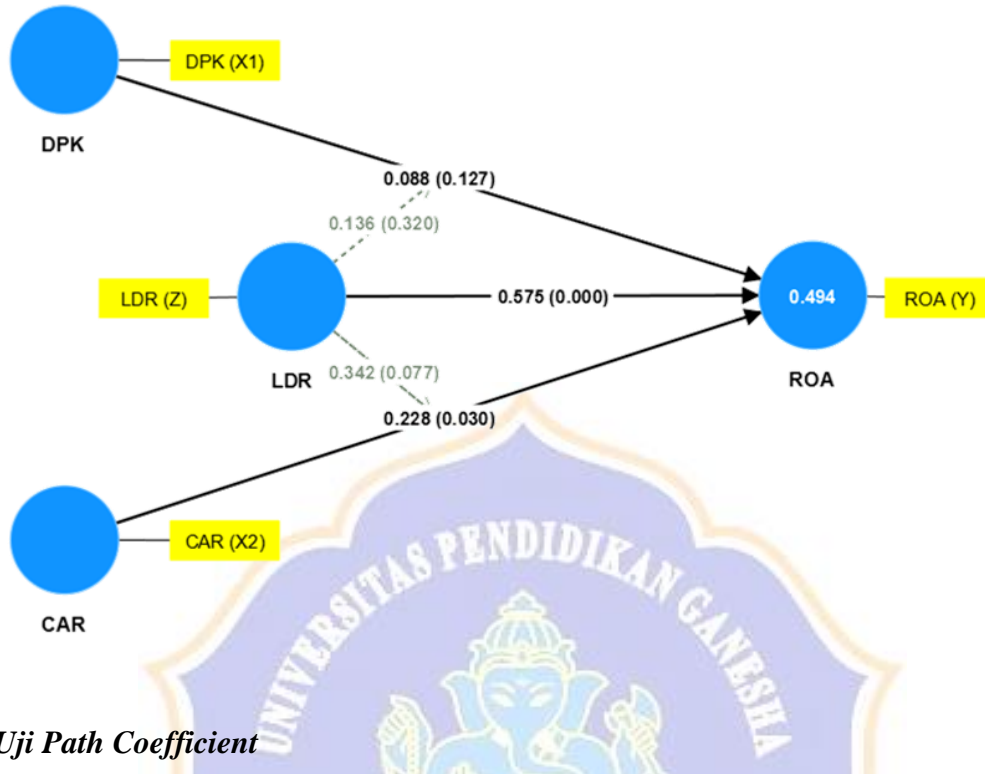 DPK (X1)
DPK
0.088 (0.127)
0.136 (0.320)
LDR (Z)
0.575 (0.000)
0.494
ROA (Y)
LDR
0.342 (0.077)
ROA
0.228 (0.030)
CAR (X2)
CAR
UNIVERSITAS PENDIDIKAN GANESHA
Uji Path Coefficient